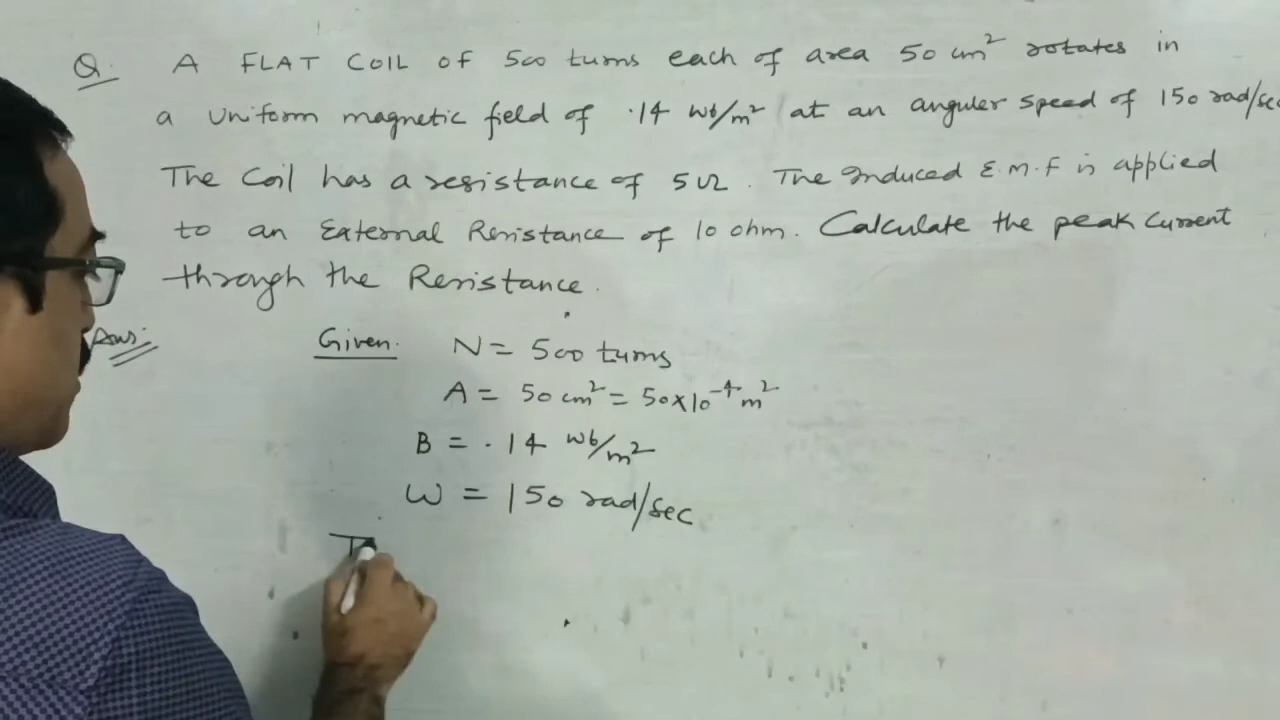 Q. A FLAT COIL OF 500 turns each of area 50 cm² rotates in
a uniform magnetic field of .14 Wb/m² at an anguler speed of 150 rad/sec
The Coil has a resistance of 5Ω. The Induced E.M.F is applied
to an External Resistance of 10 ohm. Calculate the peak Current
through the Resistance.
Ans:
Given. N = 500 turns
A = 50 cm² = 50×10⁻⁴ m²
B = .14 Wb/m²
W = 150 rad/sec
T